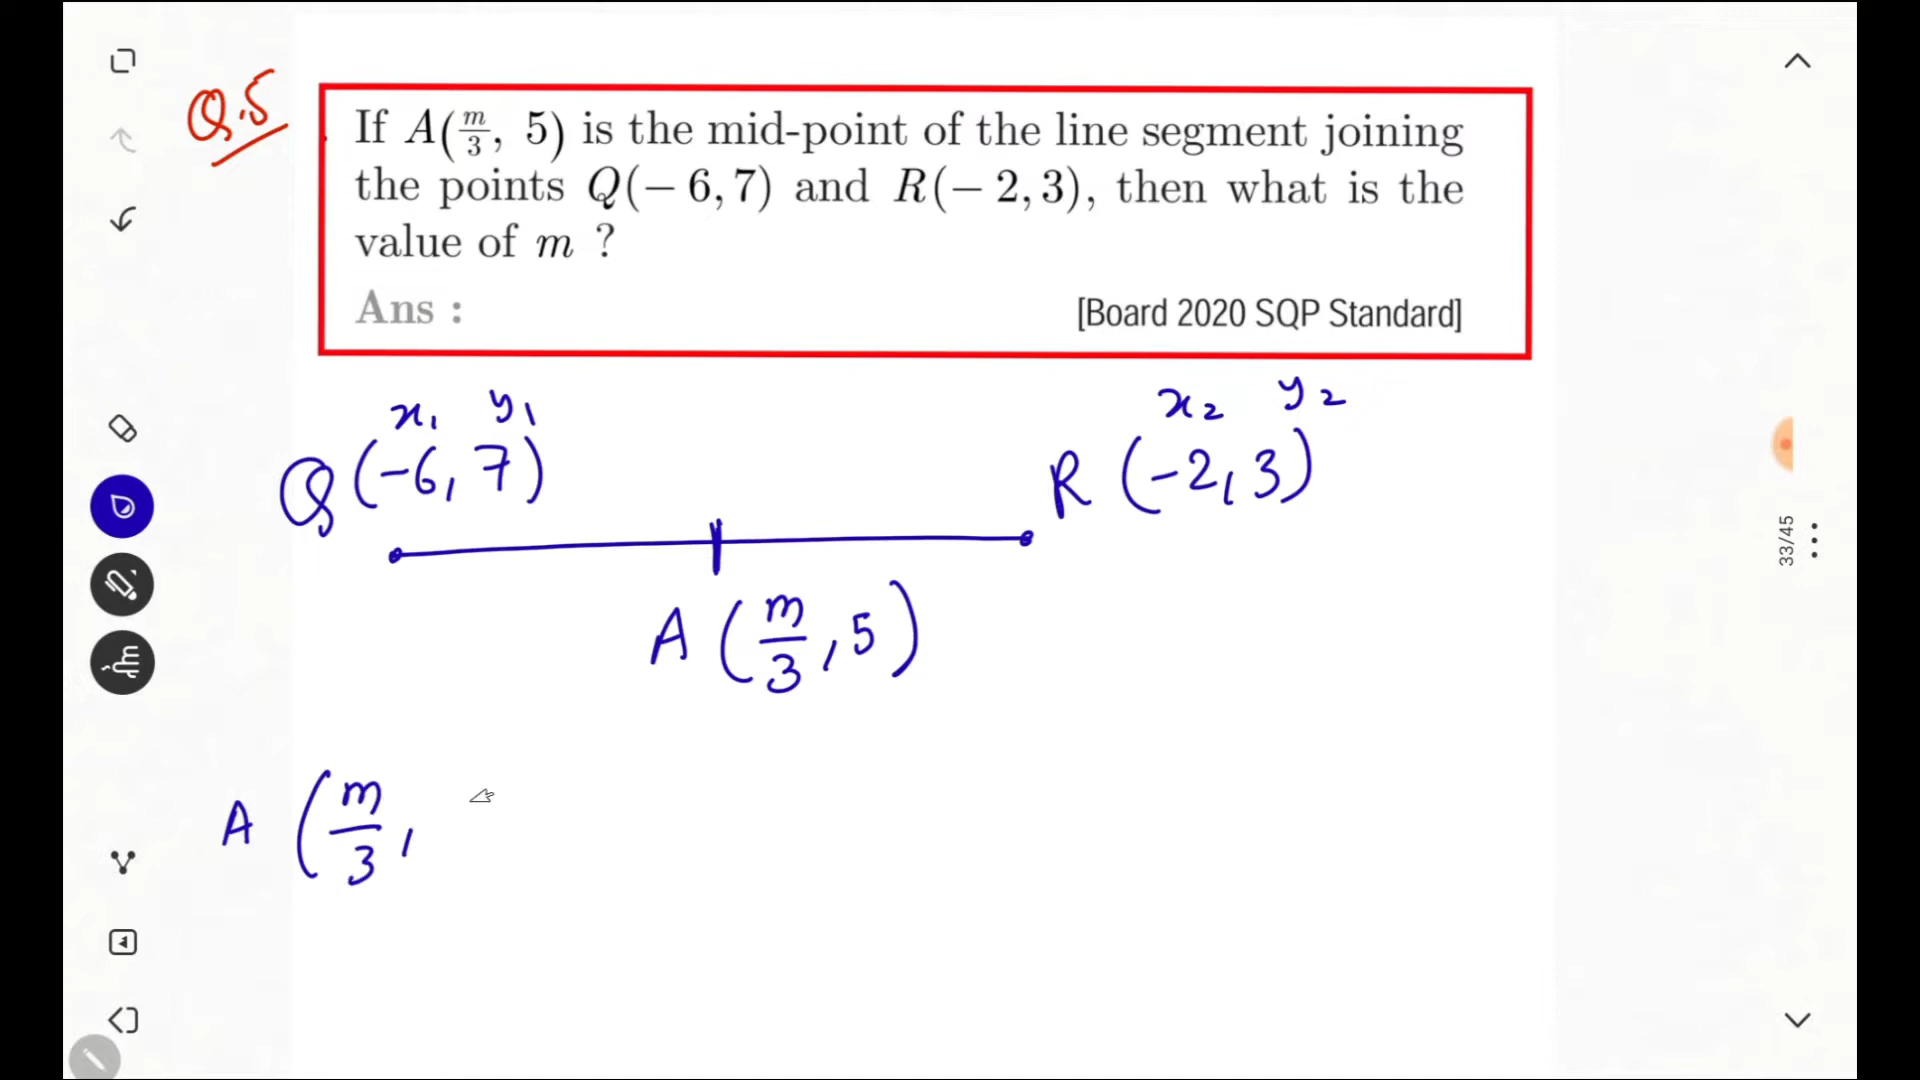 Q.5
If A(m/3, 5) is the mid-point of the line segment joining
the points Q(− 6, 7) and R(− 2, 3), then what is the
value of m ?
Ans :
[Board 2020 SQP Standard]
x₁ y₁
Q (-6, 7)
x₂ y₂
R (-2, 3)
A (m/3, 5)
A (m/3,
33/45